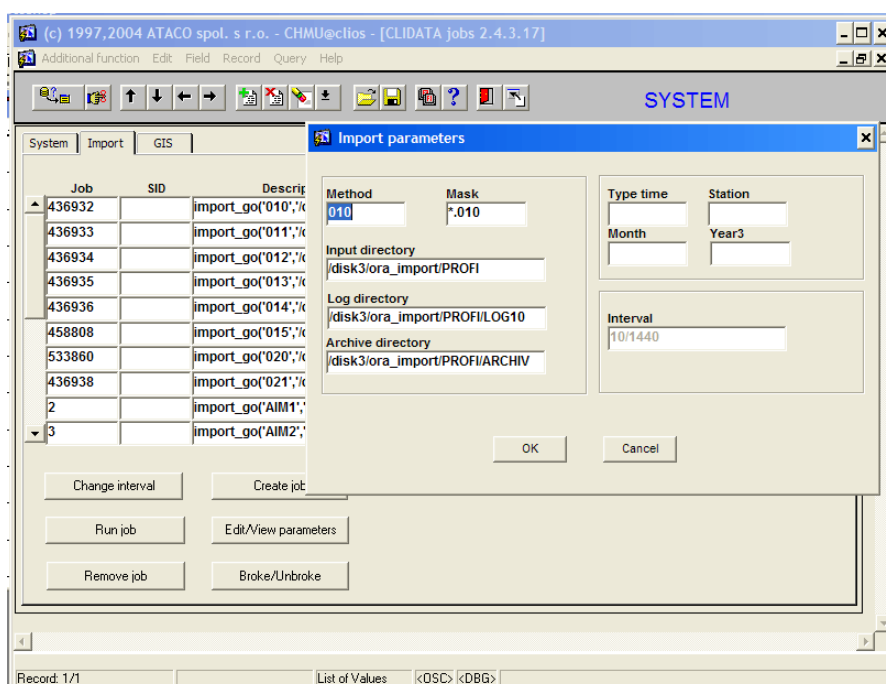 (c) 1997,2004 ATACO spol. s r.o. - CHMU@clios - [CLIDATA jobs 2.4.3.17]
Additional function Edit Field Record Query Help
SYSTEM
System Import GIS
Job SID Descrip
436932 import_go('010','/c
436933 import_go('011','/c
436934 import_go('012','/c
436935 import_go('013','/c
436936 import_go('014','/c
458808 import_go('015','/c
533860 import_go('020','/c
436938 import_go('021','/c
2 import_go('AIM1','
3 import_go('AIM2','
Change interval Create job
Run job Edit/View parameters
Remove job Broke/Unbroke
Import parameters
Method Mask
010 *.010
Input directory
/disk3/ora_import/PROFI
Log directory
/disk3/ora_import/PROFI/LOG10
Archive directory
/disk3/ora_import/PROFI/ARCHIV
Type time Station
Month Year3
Interval
10/1440
OK Cancel
Record: 1/1 List of Values <OSC> <DBG>